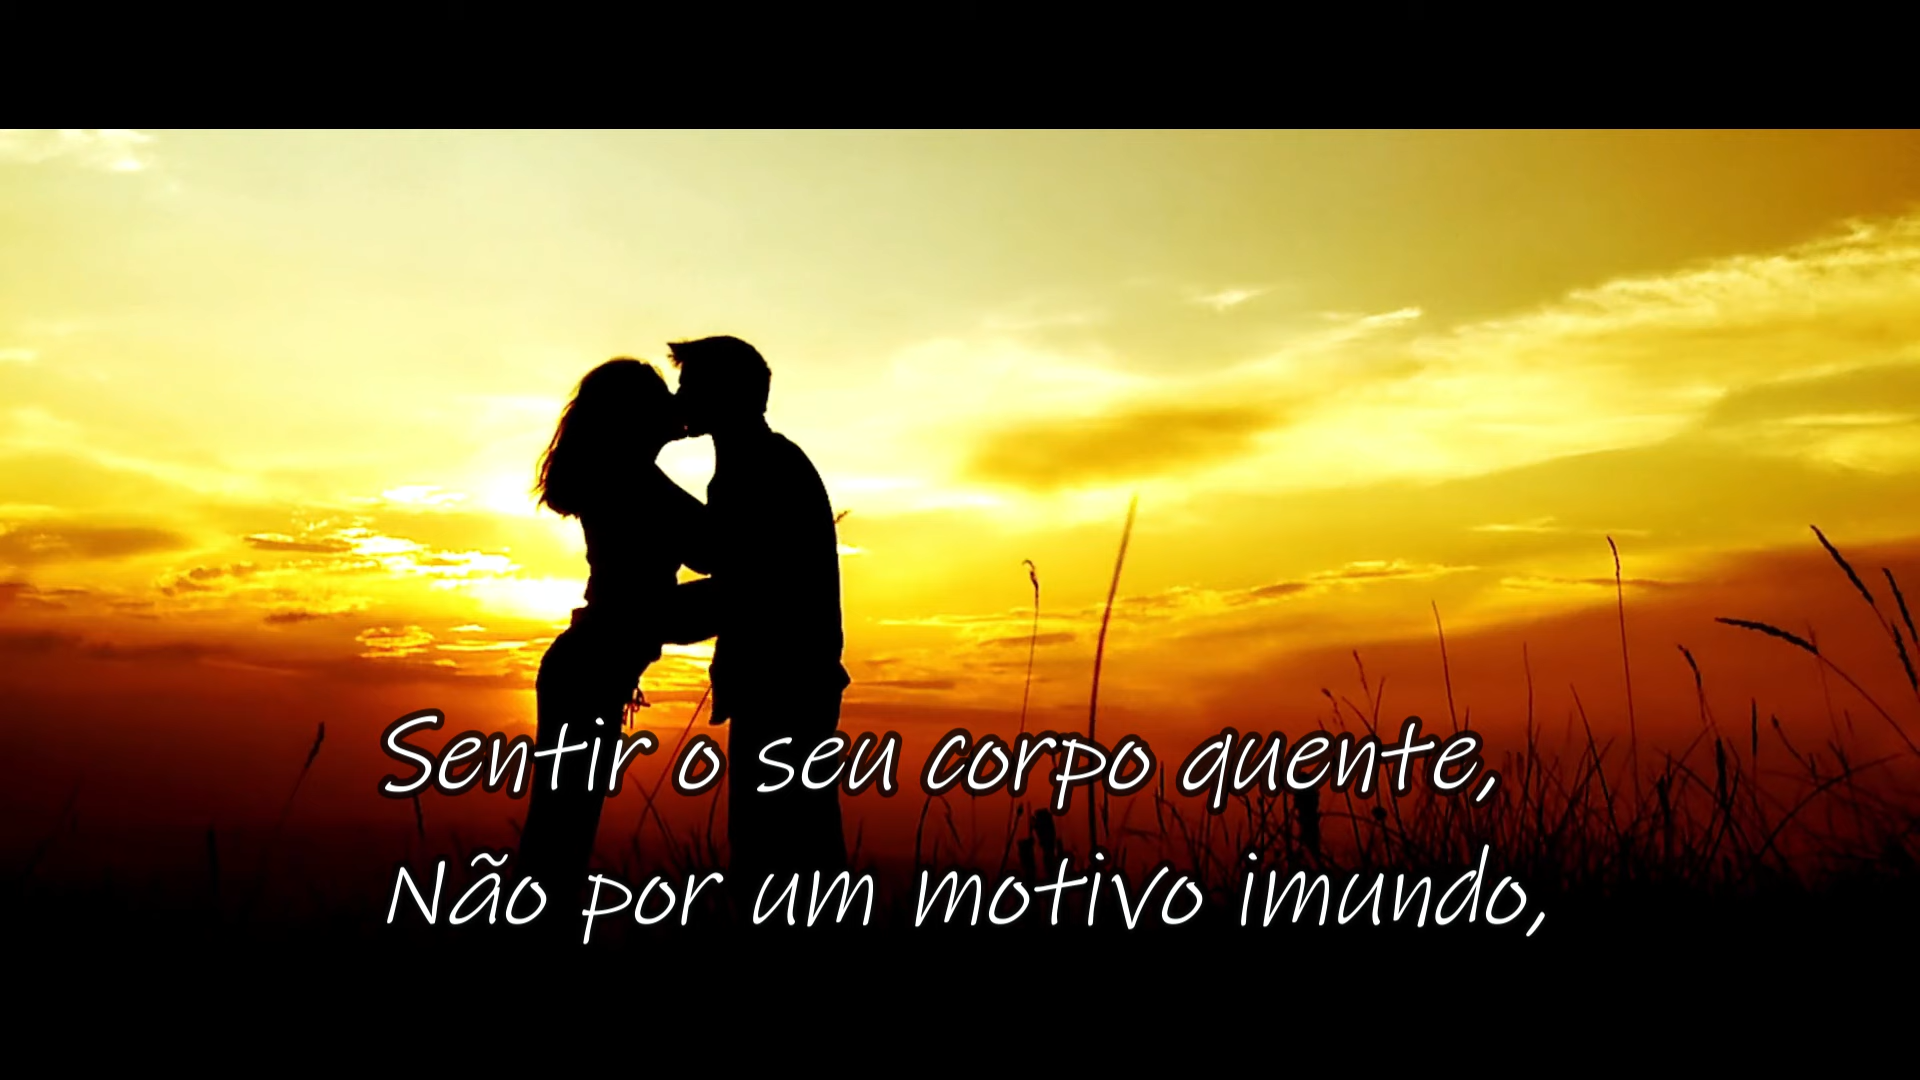 Sentir o seu corpo quente,
Não por um motivo imundo,